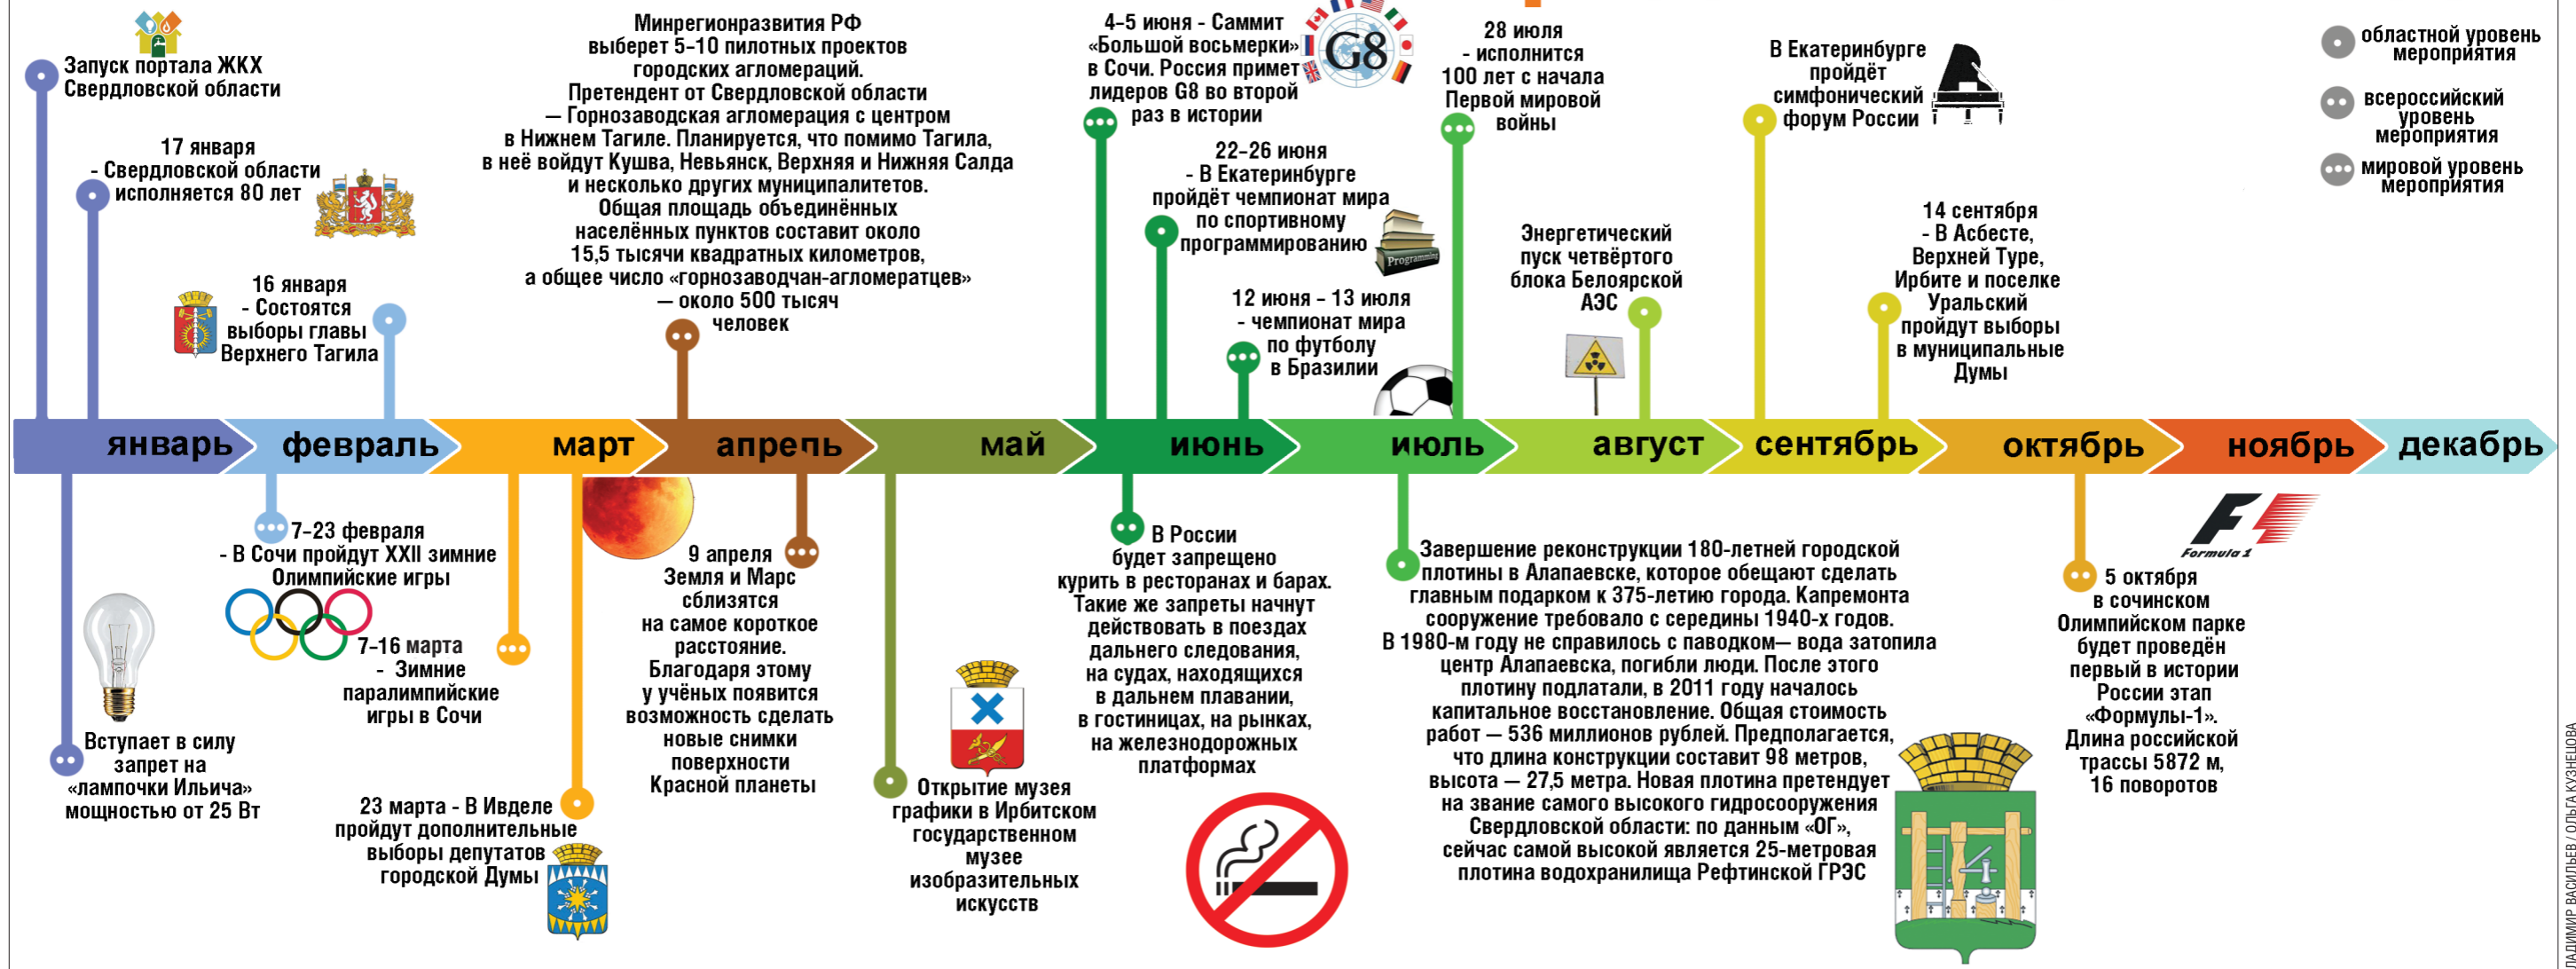 Запуск портала ЖКХ
Свердловской области
17 января
- Свердловской области
исполняется 80 лет
16 января
- Состоятся
выборы главы
Верхнего Тагила
Минрегионразвития РФ
выберет 5-10 пилотных проектов
городских агломераций.
Претендент от Свердловской области
— Горнозаводская агломерация с центром
в Нижнем Тагиле. Планируется, что помимо Тагила,
в неё войдут Кушва, Невьянск, Верхняя и Нижняя Салда
и несколько других муниципалитетов.
Общая площадь объединённых
населённых пунктов составит около
15,5 тысячи квадратных километров,
а общее число «горнозаводчан-агломератцев»
— около 500 тысяч
человек
4-5 июня - Саммит
«Большой восьмерки»
в Сочи. Россия примет
лидеров G8 во второй
раз в истории
G8
22-26 июня
- В Екатеринбурге
пройдёт чемпионат мира
по спортивному
программированию
Programming
12 июня - 13 июля
- чемпионат мира
по футболу
в Бразилии
28 июля
- исполнится
100 лет с начала
Первой мировой
войны
Энергетический
пуск четвёртого
блока Белоярской
АЭС
В Екатеринбурге
пройдёт
симфонический
форум России
14 сентября
- В Асбесте,
Верхней Туре,
Ирбите и поселке
Уральский
пройдут выборы
в муниципальные
Думы
областной уровень
мероприятия
всероссийский
уровень
мероприятия
мировой уровень
мероприятия
январь
февраль
март
апрель
май
июнь
июль
август
сентябрь
октябрь
ноябрь
декабрь
Вступает в силу
запрет на
«лампочки Ильича»
мощностью от 25 Вт
7-23 февраля
- В Сочи пройдут XXII зимние
Олимпийские игры
7-16 марта
- Зимние
паралимпийские
игры в Сочи
23 марта - В Ивделе
пройдут дополнительные
выборы депутатов
городской Думы
9 апреля
Земля и Марс
сблизятся
на самое короткое
расстояние.
Благодаря этому
у учёных появится
возможность сделать
новые снимки
поверхности
Красной планеты
Открытие музея
графики в Ирбитском
государственном
музее
изобразительных
искусств
В России
будет запрещено
курить в ресторанах и барах.
Такие же запреты начнут
действовать в поездах
дальнего следования,
на судах, находящихся
в дальнем плавании,
в гостиницах, на рынках,
на железнодорожных
платформах
Завершение реконструкции 180-летней городской
плотины в Алапаевске, которое обещают сделать
главным подарком к 375-летию города. Капремонта
сооружение требовало с середины 1940-х годов.
В 1980-м году не справилось с паводком— вода затопила
центр Алапаевска, погибли люди. После этого
плотину подлатали, в 2011 году началось
капитальное восстановление. Общая стоимость
работ — 536 миллионов рублей. Предполагается,
что длина конструкции составит 98 метров,
высота — 27,5 метра. Новая плотина претендует
на звание самого высокого гидросооружения
Свердловской области: по данным «ОГ»,
сейчас самой высокой является 25-метровая
плотина водохранилища Рефтинской ГРЭС
F1
Formula 1
5 октября
в сочинском
Олимпийском парке
будет проведён
первый в истории
России этап
«Формулы-1».
Длина российской
трассы 5872 м,
16 поворотов
ЛАДИМИР ВАСИЛЬЕВ / ОЛЬГА КУЗНЕЦОВА